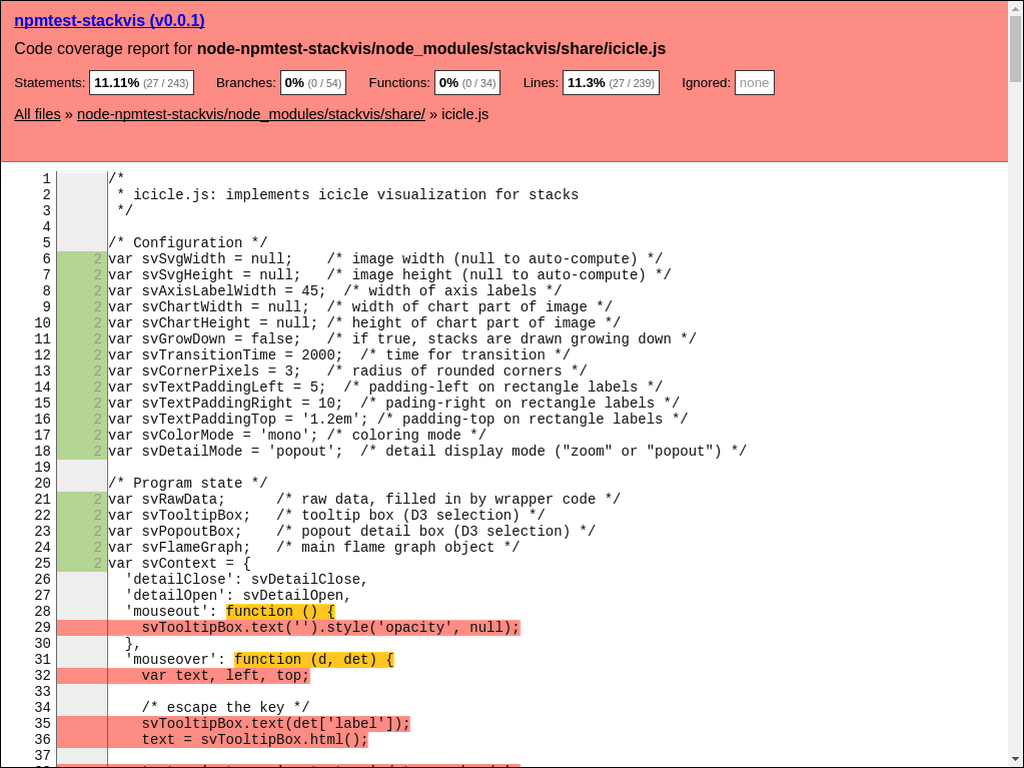 npmtest-stackvis (v0.0.1)
Code coverage report for node-npmtest-stackvis/node_modules/stackvis/share/icicle.js
Statements: 11.11% (27 / 243) Branches: 0% (0 / 54) Functions: 0% (0 / 34) Lines: 11.3% (27 / 239) Ignored: none
All files » node-npmtest-stackvis/node_modules/stackvis/share/ » icicle.js
1 /*
2 * icicle.js: implements icicle visualization for stacks
3 */
4
5 /* Configuration */
6 2 var svSvgWidth = null;    /* image width (null to auto-compute) */
7 2 var svSvgHeight = null;   /* image height (null to auto-compute) */
8 2 var svAxisLabelWidth = 45;  /* width of axis labels */
9 2 var svChartWidth = null;  /* width of chart part of image */
10 2 var svChartHeight = null; /* height of chart part of image */
11 2 var svGrowDown = false;   /* if true, stacks are drawn growing down */
12 2 var svTransitionTime = 2000;  /* time for transition */
13 2 var svCornerPixels = 3;   /* radius of rounded corners */
14 2 var svTextPaddingLeft = 5;  /* padding-left on rectangle labels */
15 2 var svTextPaddingRight = 10;  /* pading-right on rectangle labels */
16 2 var svTextPaddingTop = '1.2em'; /* padding-top on rectangle labels */
17 2 var svColorMode = 'mono'; /* coloring mode */
18 2 var svDetailMode = 'popout';  /* detail display mode ("zoom" or "popout") */
19
20 /* Program state */
21 2 var svRawData;      /* raw data, filled in by wrapper code */
22 2 var svTooltipBox;   /* tooltip box (D3 selection) */
23 2 var svPopoutBox;    /* popout detail box (D3 selection) */
24 2 var svFlameGraph;   /* main flame graph object */
25 2 var svContext = {
26 'detailClose': svDetailClose,
27 'detailOpen': svDetailOpen,
28 'mouseout': function () {
29 svTooltipBox.text('').style('opacity', null);
30 },
31 'mouseover': function (d, det) {
32 var text, left, top;
33
34 /* escape the key */
35 svTooltipBox.text(det['label']);
36 text = svTooltipBox.html();
37